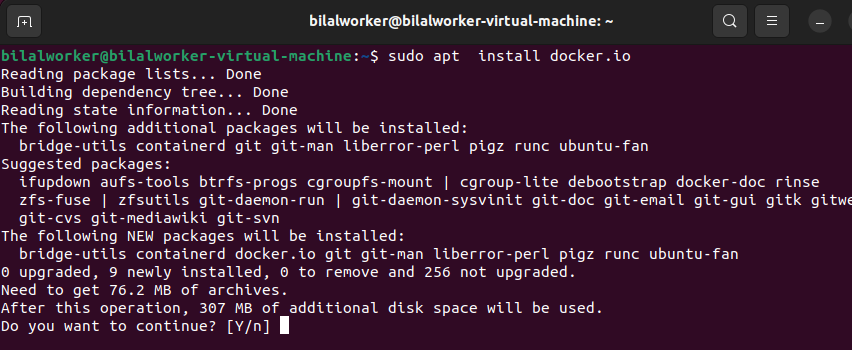 bilalworker@bilalworker-virtual-machine: ~
bilalworker@bilalworker-virtual-machine:~$ sudo apt  install docker.io
Reading package lists... Done
Building dependency tree... Done
Reading state information... Done
The following additional packages will be installed:
  bridge-utils containerd git git-man liberror-perl pigz runc ubuntu-fan
Suggested packages:
  ifupdown aufs-tools btrfs-progs cgroupfs-mount | cgroup-lite debootstrap docker-doc rinse
  zfs-fuse | zfsutils git-daemon-run | git-daemon-sysvinit git-doc git-email git-gui gitk gitwe
  git-cvs git-mediawiki git-svn
The following NEW packages will be installed:
  bridge-utils containerd docker.io git git-man liberror-perl pigz runc ubuntu-fan
0 upgraded, 9 newly installed, 0 to remove and 256 not upgraded.
Need to get 76.2 MB of archives.
After this operation, 307 MB of additional disk space will be used.
Do you want to continue? [Y/n]